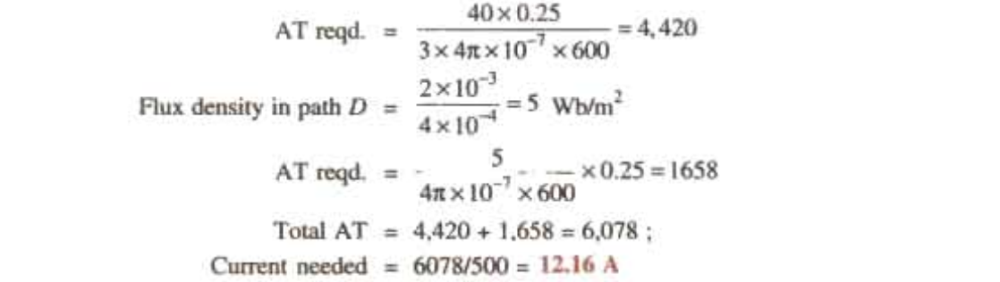 AT reqd. = 40 × 0.25 / 3 × 4π × 10⁻⁷ × 600 = 4,420
Flux density in path D = 2 × 10⁻³ / 4 × 10⁻⁴ = 5 Wb/m²
AT reqd. = 5 / 4π × 10⁻⁷ × 600 × 0.25 = 1658
Total AT = 4,420 + 1,658 = 6,078 ;
Current needed = 6078/500 = 12.16 A